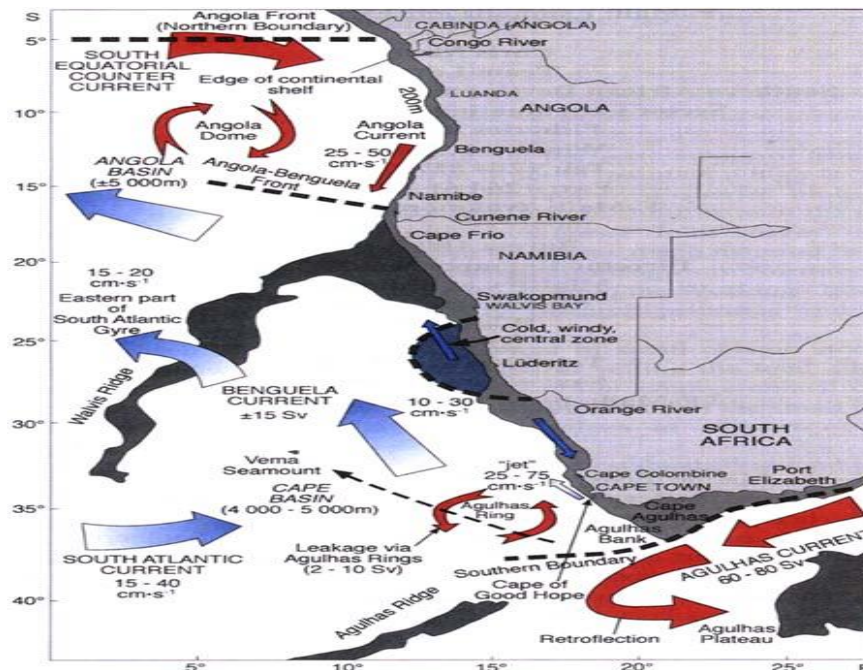 S
Angola Front
(Northern Boundary)
CABINDA (ANGOLA)
Congo River
5°
SOUTH
EQUATORIAL
COUNTER
CURRENT
Edge of continental
shelf
200m
LUANDA
ANGOLA
10°
Angola
Dome
Angola
Current
25 - 50
cm·s⁻¹
Benguela
ANGOLA
BASIN
(±5 000m)
Angola-Benguela
Front
15°
Namibe
Cunene River
Cape Frio
NAMIBIA
20°
15 - 20
cm·s⁻¹
Eastern part
of
South Atlantic
Gyre
Swakopmund
WALVIS BAY
Cold, windy,
central zone
25°
Lüderitz
Walvis Ridge
BENGUELA
CURRENT
±15 Sv
10 - 30
cm·s⁻¹
Orange River
30°
SOUTH
AFRICA
Vema
Seamount
"jet"
25 - 75
cm·s⁻¹
Cape Columbine
CAPE TOWN
Port
Elizabeth
CAPE
BASIN
(4 000 - 5 000m)
35°
Agulhas
Ring
Cape
Agulhas
Agulhas
Bank
Leakage via
Agulhas Rings
(2 - 10 Sv)
SOUTH ATLANTIC
CURRENT
15 - 40
cm·s⁻¹
Southern Boundary
AGULHAS CURRENT
60 - 80 Sv
Cape of
Good Hope
40°
Agulhas Ridge
Retroflection
Agulhas
Plateau
5°
10°
15°
20°
25°